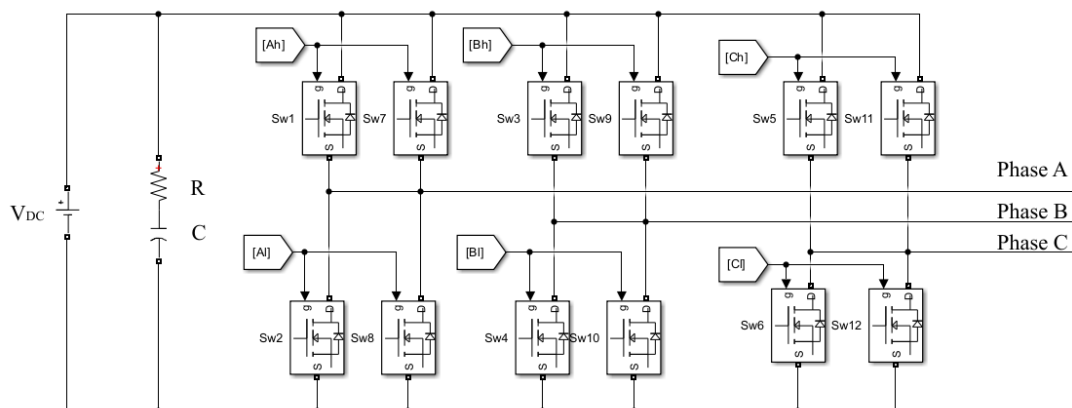 [Ah]
[Bh]
[Ch]
g
D
g
D
g
D
g
D
g
D
g
D
Sw1
Sw7
Sw3
Sw9
Sw5
Sw11
S
S
S
S
S
S
Phase A
R
+
VDC
+
C
Phase B
Phase C
[Al]
[Bl]
[Cl]
g
D
g
D
g
D
g
D
g
D
g
D
Sw2
Sw8
Sw4
Sw10
Sw6
Sw12
S
S
S
S
S
S